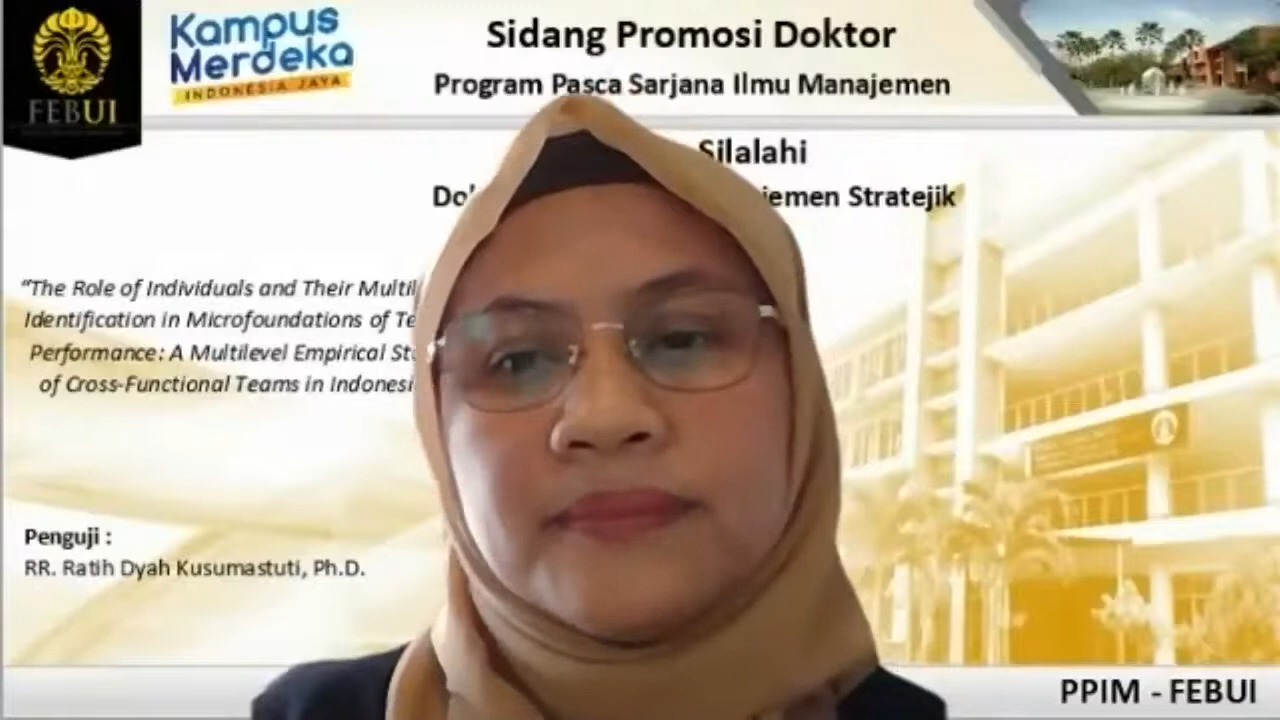 FEBUI
Kampus
Merdeka
INDONESIA JAYA
Sidang Promosi Doktor
Program Pasca Sarjana Ilmu Manajemen
Silalahi
Dok jemen Stratejik
“The Role of Individuals and Their Multil
Identification in Microfoundations of Te
Performance: A Multilevel Empirical St
of Cross-Functional Teams in Indonesi
Penguji :
RR. Ratih Dyah Kusumastuti, Ph.D.
PPIM - FEBUI